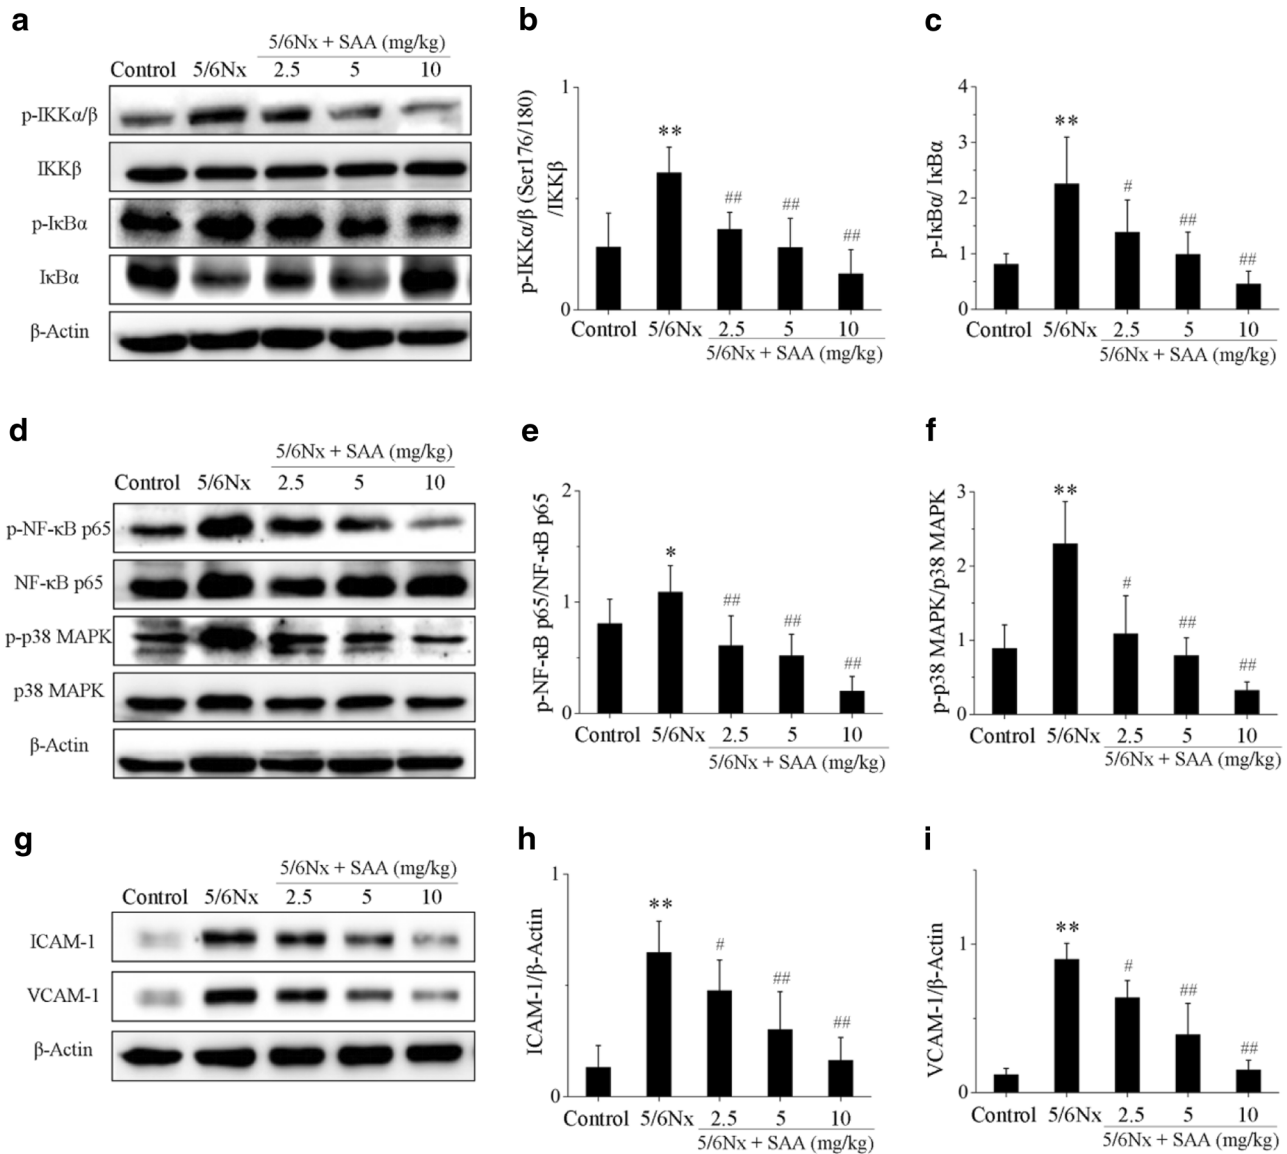 a
5/6Nx + SAA (mg/kg)
Control 5/6Nx 2.5 5 10
p-IKKα/β
IKKβ
p-IκBα
IκBα
β-Actin
b
p-IKKα/β (Ser176/180)
/IKKβ
1
0
**
##
##
##
Control 5/6Nx 2.5 5 10
5/6Nx + SAA (mg/kg)
c
p-IκBα/ IκBα
4
3
2
1
0
**
#
##
##
Control 5/6Nx 2.5 5 10
5/6Nx + SAA (mg/kg)
d
5/6Nx + SAA (mg/kg)
Control 5/6Nx 2.5 5 10
p-NF-κB p65
NF-κB p65
p-p38 MAPK
p38 MAPK
β-Actin
e
p-NF-κB p65/NF-κB p65
2
1
0
*
##
##
##
Control 5/6Nx 2.5 5 10
5/6Nx + SAA (mg/kg)
f
p-p38 MAPK/p38 MAPK
3
2
1
0
**
#
##
##
Control 5/6Nx 2.5 5 10
5/6Nx + SAA (mg/kg)
g
5/6Nx + SAA (mg/kg)
Control 5/6Nx 2.5 5 10
ICAM-1
VCAM-1
β-Actin
h
ICAM-1/β-Actin
1
0
**
#
##
##
Control 5/6Nx 2.5 5 10
5/6Nx + SAA (mg/kg)
i
VCAM-1/β-Actin
1
0
**
#
##
##
Control 5/6Nx 2.5 5 10
5/6Nx + SAA (mg/kg)